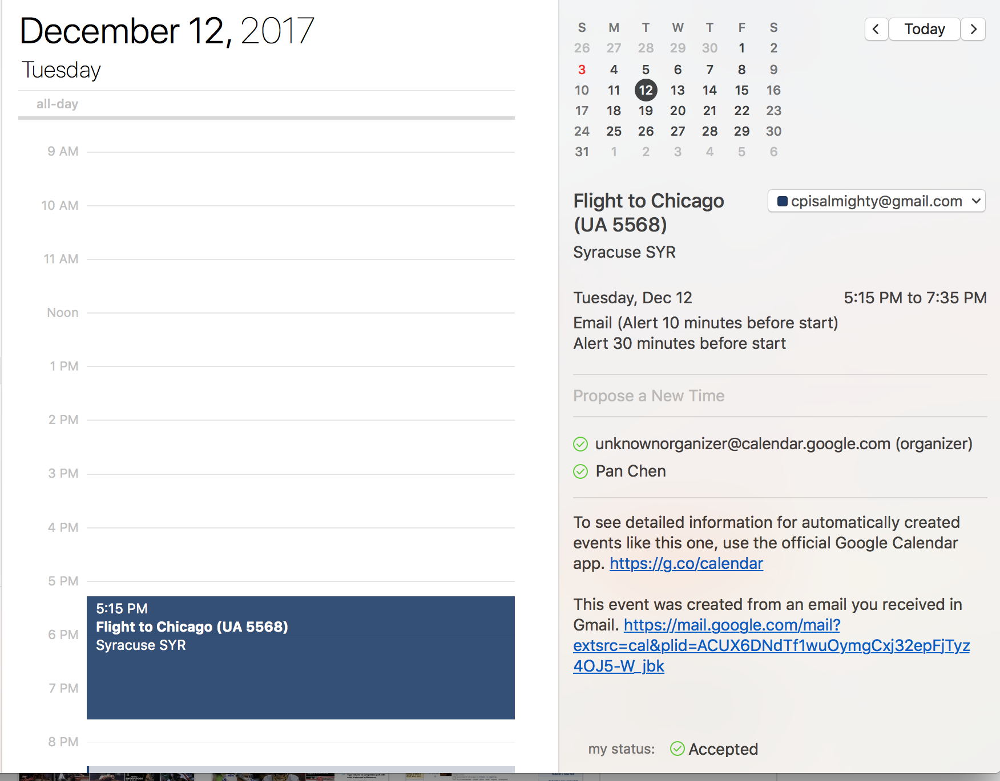 December 12, 2017
Tuesday
all-day
9 AM
10 AM
11 AM
Noon
1 PM
2 PM
3 PM
4 PM
5 PM
5:15 PM
Flight to Chicago (UA 5568)
6 PM
Syracuse SYR
7 PM
8 PM
S M T W T F S
26 27 28 29 30 1 2
3 4 5 6 7 8 9
10 11 12 13 14 15 16
17 18 19 20 21 22 23
24 25 26 27 28 29 30
31 1 2 3 4 5 6
Today
Flight to Chicago
(UA 5568)
cpisalmighty@gmail.com
Syracuse SYR
Tuesday, Dec 12 5:15 PM to 7:35 PM
Email (Alert 10 minutes before start)
Alert 30 minutes before start
Propose a New Time
unknownorganizer@calendar.google.com (organizer)
Pan Chen
To see detailed information for automatically created
events like this one, use the official Google Calendar
app. https://g.co/calendar
This event was created from an email you received in
Gmail. https://mail.google.com/mail?
extsrc=cal&plid=ACUX6DNdTf1wuOymgCxj32epFjTyz
4OJ5-W_jbk
my status: Accepted